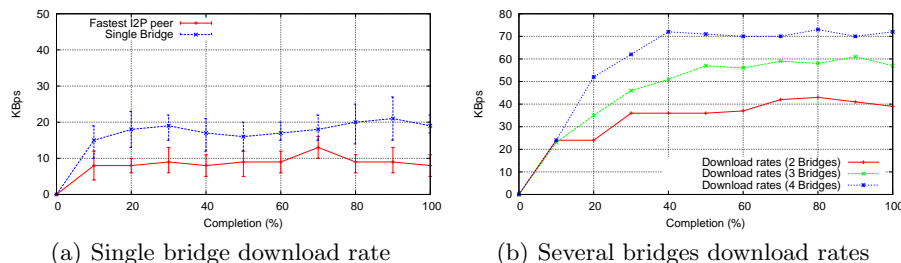 50
40
30
20
10
0
KBps
Fastest I2P peer
Single Bridge
0 20 40 60 80 100
Completion (%)
(a) Single bridge download rate
80
70
60
50
40
30
20
10
0
KBps
Download rates (2 Bridges)
Download rates (3 Bridges)
Download rates (4 Bridges)
0 20 40 60 80 100
Completion (%)
(b) Several bridges download rates